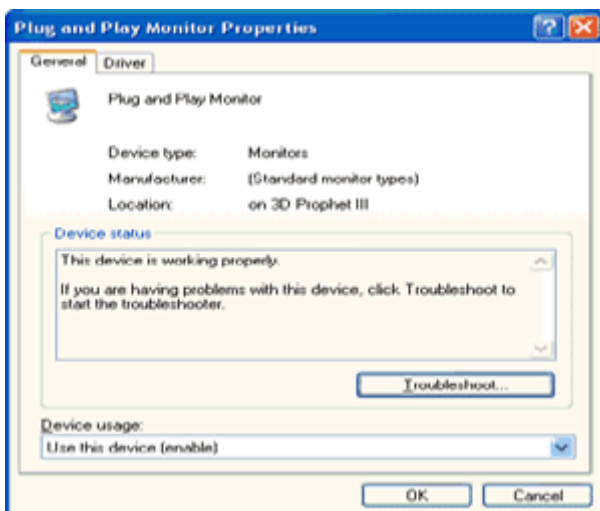 Plug and Play Monitor Properties
General Driver
Plug and Play Monitor
Device type: Monitors
Manufacturer: (Standard monitor types)
Location: on 3D Prophet III
Device status
This device is working properly.
If you are having problems with this device, click Troubleshoot to
start the troubleshooter.
Troubleshoot...
Device usage:
Use this device (enable)
OK Cancel